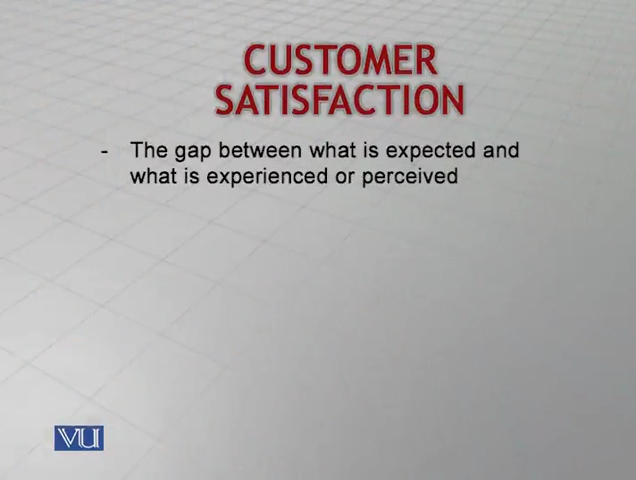 CUSTOMER
SATISFACTION
- The gap between what is expected and
what is experienced or perceived
VU